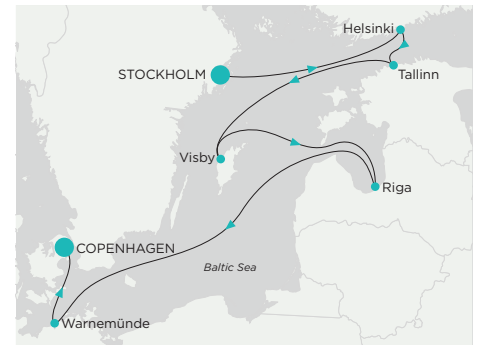 Helsinki
STOCKHOLM
Tallinn
Visby
Riga
COPENHAGEN
Baltic Sea
Warnemünde